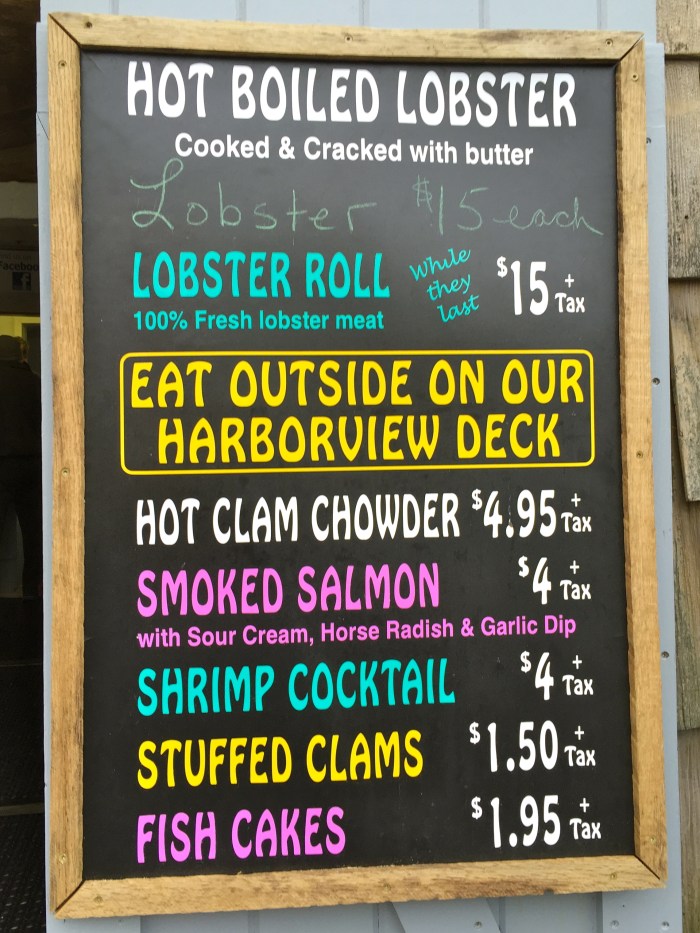 HOT BOILED LOBSTER
Cooked & Cracked with butter
Lobster $15 each
LOBSTER ROLL While they last $15 + Tax
100% Fresh lobster meat
EAT OUTSIDE ON OUR
HARBORVIEW DECK
HOT CLAM CHOWDER $4.95 + Tax
SMOKED SALMON $4 + Tax
with Sour Cream, Horse Radish & Garlic Dip
SHRIMP COCKTAIL $4 + Tax
STUFFED CLAMS $1.50 + Tax
FISH CAKES $1.95 + Tax